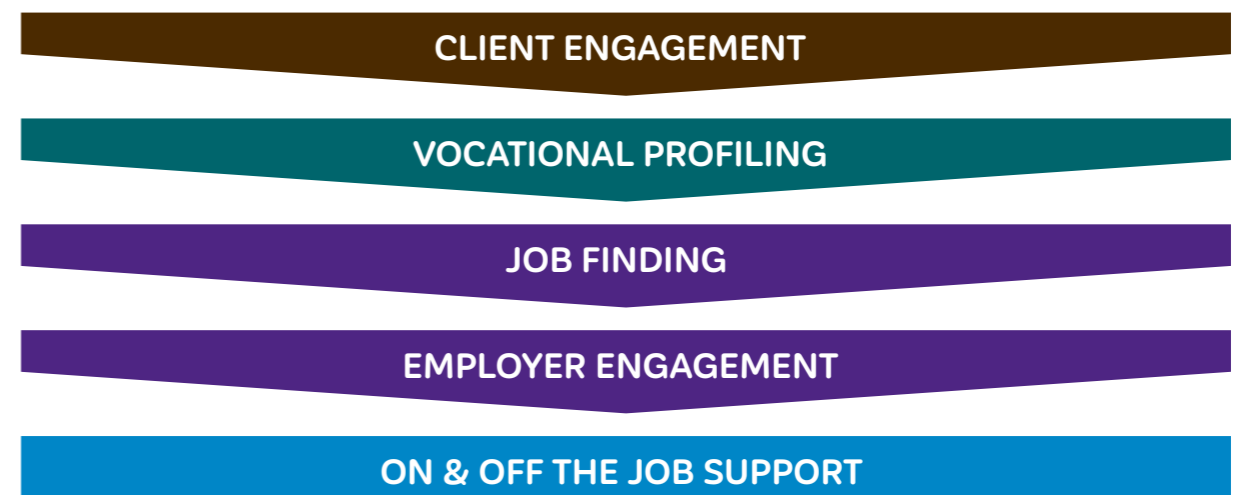 CLIENT ENGAGEMENT
VOCATIONAL PROFILING
JOB FINDING
EMPLOYER ENGAGEMENT
ON & OFF THE JOB SUPPORT